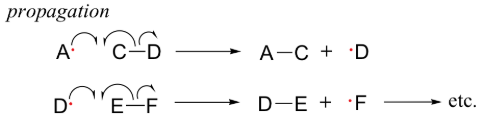 propagation
A· C–D A–C + ·D
D· E–F D–E + ·F etc.